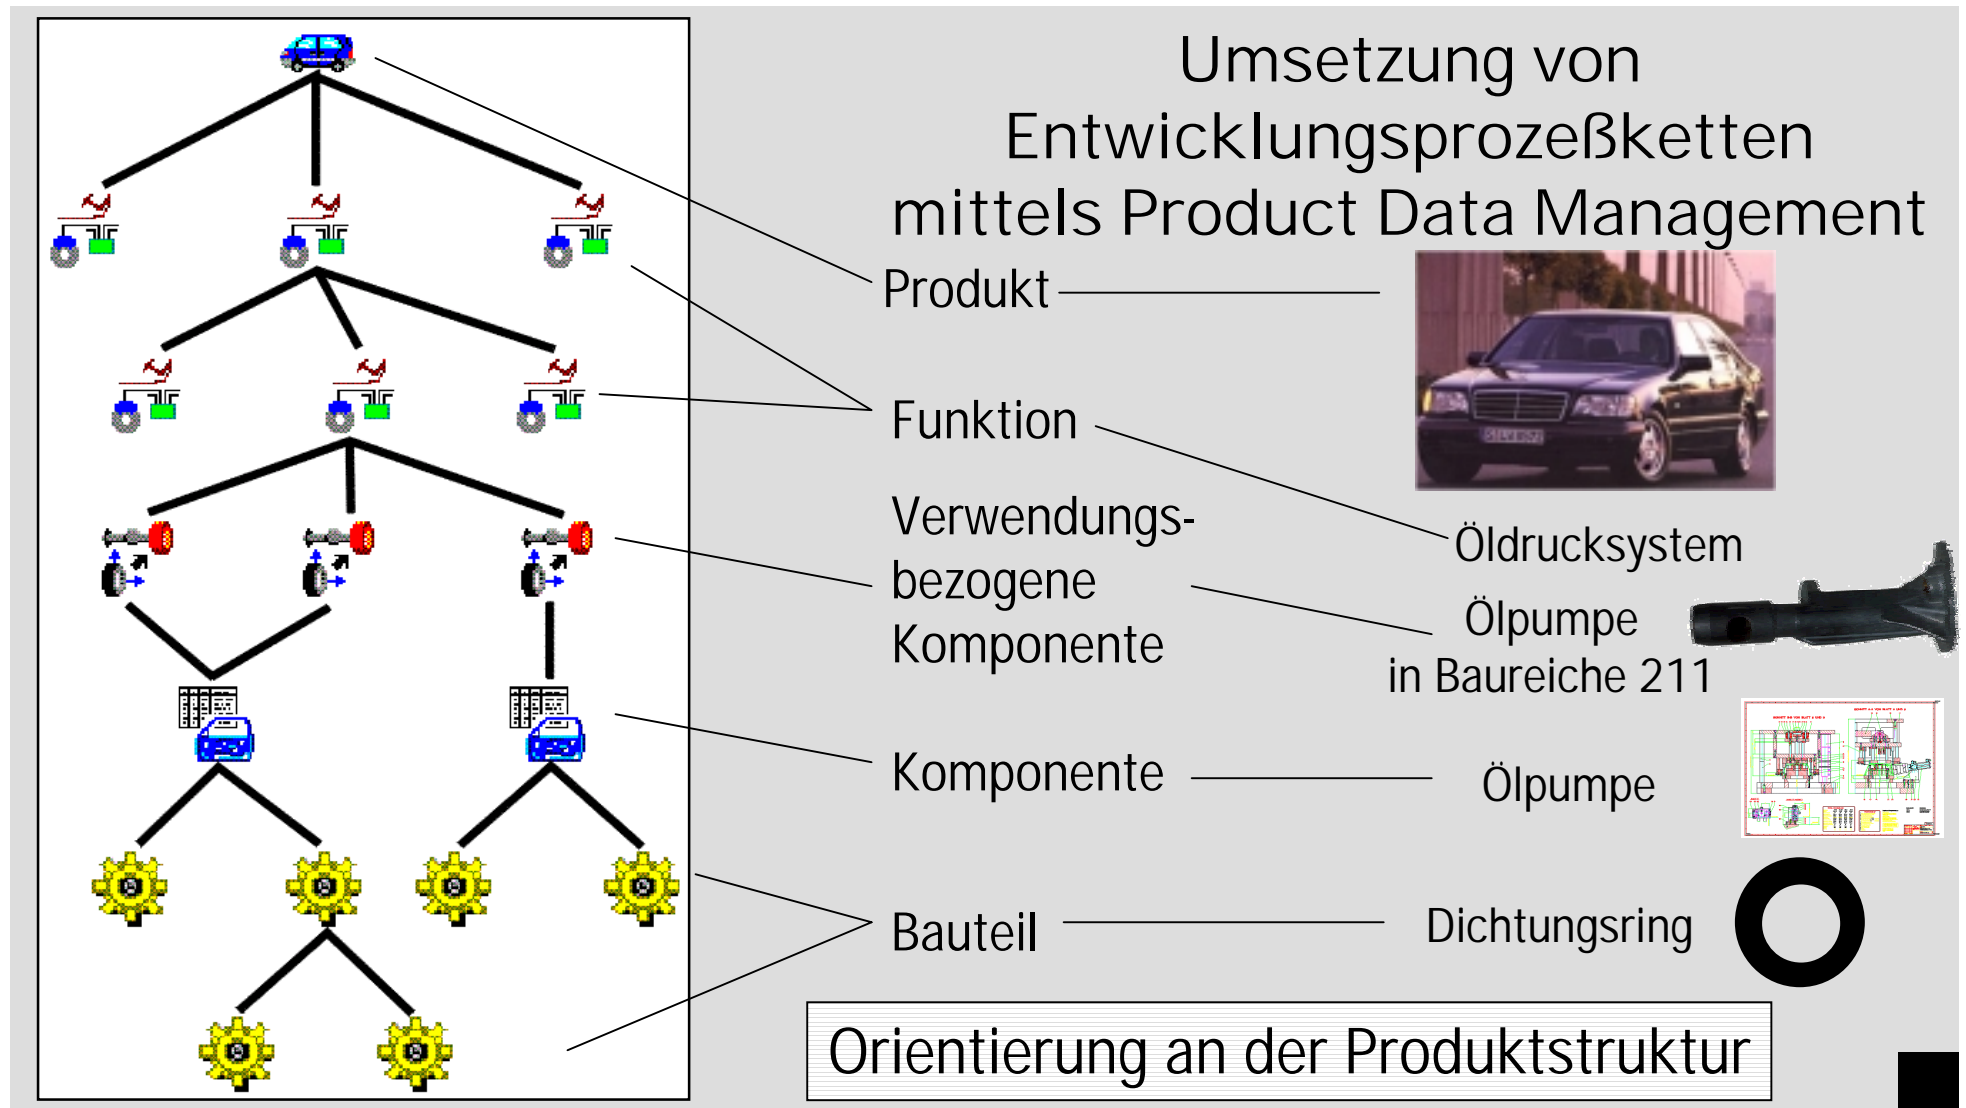 Umsetzung von
Entwicklungsprozeßketten
mittels Product Data Management
Produkt
Funktion
Öldrucksystem
Verwendungs-
bezogene
Komponente
Ölpumpe
in Baureiche 211
Komponente
Ölpumpe
Bauteil
Dichtungsring
Orientierung an der Produktstruktur